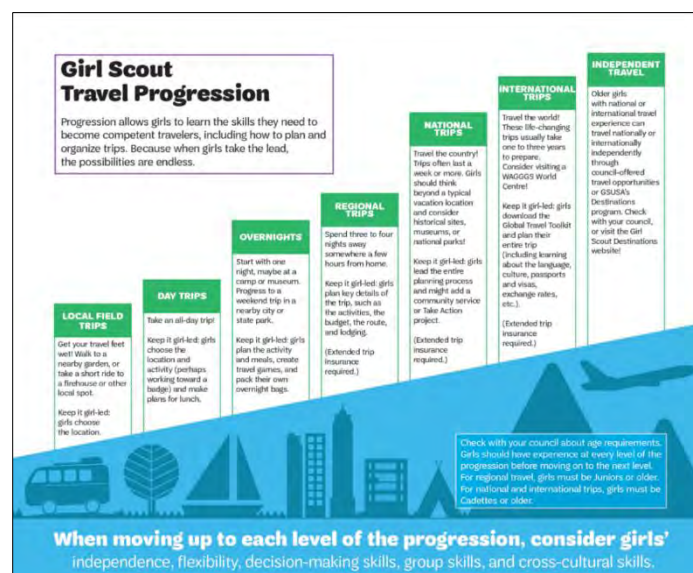 Girl Scout
Travel Progression
Progression allows girls to learn the skills they need to
become competent travelers, including how to plan and
organize trips. Because when girls take the lead,
the possibilities are endless.
LOCAL FIELD
TRIPS
Get your travel feet
wet! Walk to a
nearby garden, or
take a short ride to
a firehouse or other
local spot.
Keep it girl-led:
girls choose
the location.
DAY TRIPS
Take an all-day trip!
Keep it girl-led: girls
choose the
location and
activity (perhaps
working toward a
badge) and make
plans for lunch.
OVERNIGHTS
Start with one
night, maybe at a
camp or museum.
Progress to a
weekend trip in a
nearby city or
state park.
Keep it girl-led: girls
plan the activity
and meals, create
travel games, and
pack their own
overnight bags.
REGIONAL
TRIPS
Spend three to four
nights away
somewhere a few
hours from home.
Keep it girl-led: girls
plan key details of
the trip, such as
the activities, the
budget, the route,
and lodging.
(Extended trip
insurance
required.)
NATIONAL
TRIPS
Travel the country!
Trips often last a
week or more. Girls
should think
beyond a typical
vacation location
and consider
historical sites,
museums, or
national parks!
Keep it girl-led: girls
lead the entire
planning process
and might add a
community service
or Take Action
project.
(Extended trip
insurance
required.)
INTERNATIONAL
TRIPS
Travel the world!
These life-changing
trips usually take
one to three years
to prepare.
Consider visiting a
WAGGGS World
Centre!
Keep it girl-led: girls
download the
Global Travel Toolkit
and plan their
entire trip
(including learning
about the language,
culture, passports
and visas,
exchange rates,
etc.).
(Extended trip
insurance
required.)
INDEPENDENT
TRAVEL
Older girls
with national or
international travel
experience can
travel nationally or
internationally
independently
through
council-offered
travel opportunities
or GSUSA's
Destinations
program. Check
with your council,
or visit the Girl
Scout Destinations
website!
Check with your council about age requirements.
Girls should have experience at every level of the
progression before moving on to the next level.
For regional travel, girls must be Juniors or older.
For national and international trips, girls must be
Cadettes or older.
When moving up to each level of the progression, consider girls'
independence, flexibility, decision-making skills, group skills, and cross-cultural skills.